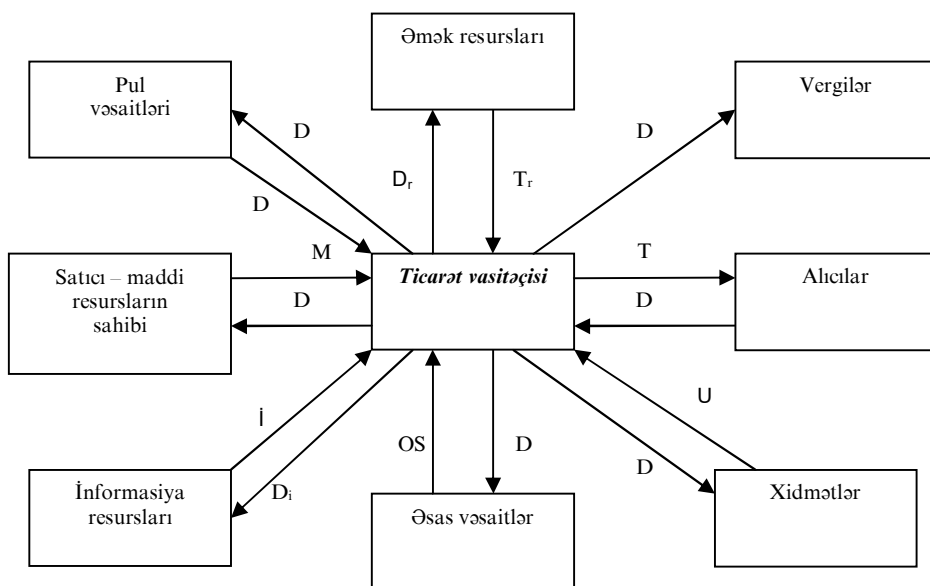 Əmək resursları
Pul
vəsaitləri
Vergilər
D
D
D
Dᵣ
Tᵣ
Satıcı – maddi
resursların
sahibi
M
D
Ticarət vasitəçisi
T
D
Alıcılar
İ
Dᵢ
OS
D
D
U
İnformasiya
resursları
Əsas vəsaitlər
Xidmətlər